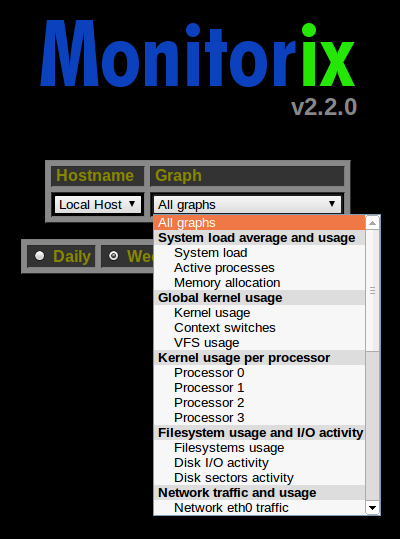 Monitorix
v2.2.0
Hostname Graph
Local Host All graphs
All graphs
System load average and usage
Daily
System load
Active processes
Memory allocation
Global kernel usage
Kernel usage
Context switches
VFS usage
Kernel usage per processor
Processor 0
Processor 1
Processor 2
Processor 3
Filesystem usage and I/O activity
Filesystems usage
Disk I/O activity
Disk sectors activity
Network traffic and usage
Network eth0 traffic